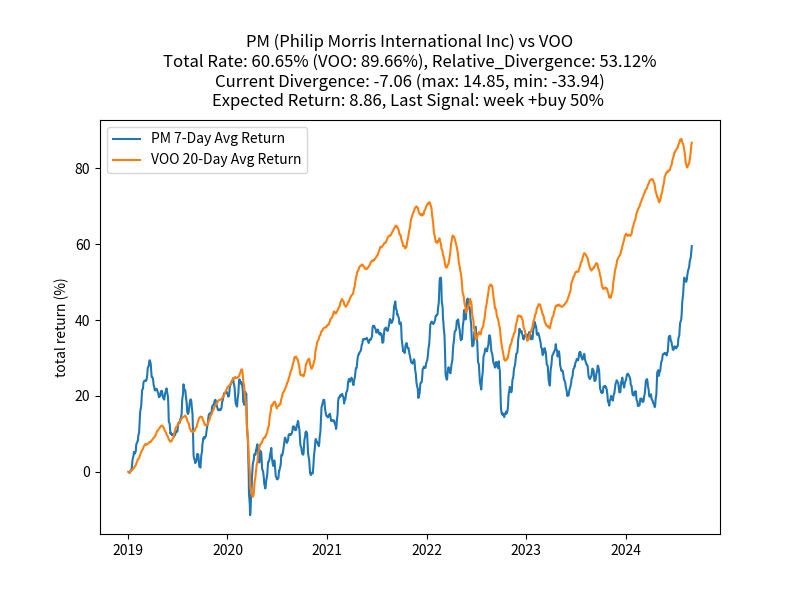 PM (Philip Morris International Inc) vs VOO
Total Rate: 60.65% (VOO: 89.66%), Relative_Divergence: 53.12%
Current Divergence: -7.06 (max: 14.85, min: -33.94)
Expected Return: 8.86, Last Signal: week +buy 50%
PM 7-Day Avg Return
VOO 20-Day Avg Return
total return (%)
80
60
40
20
0
2019
2020
2021
2022
2023
2024